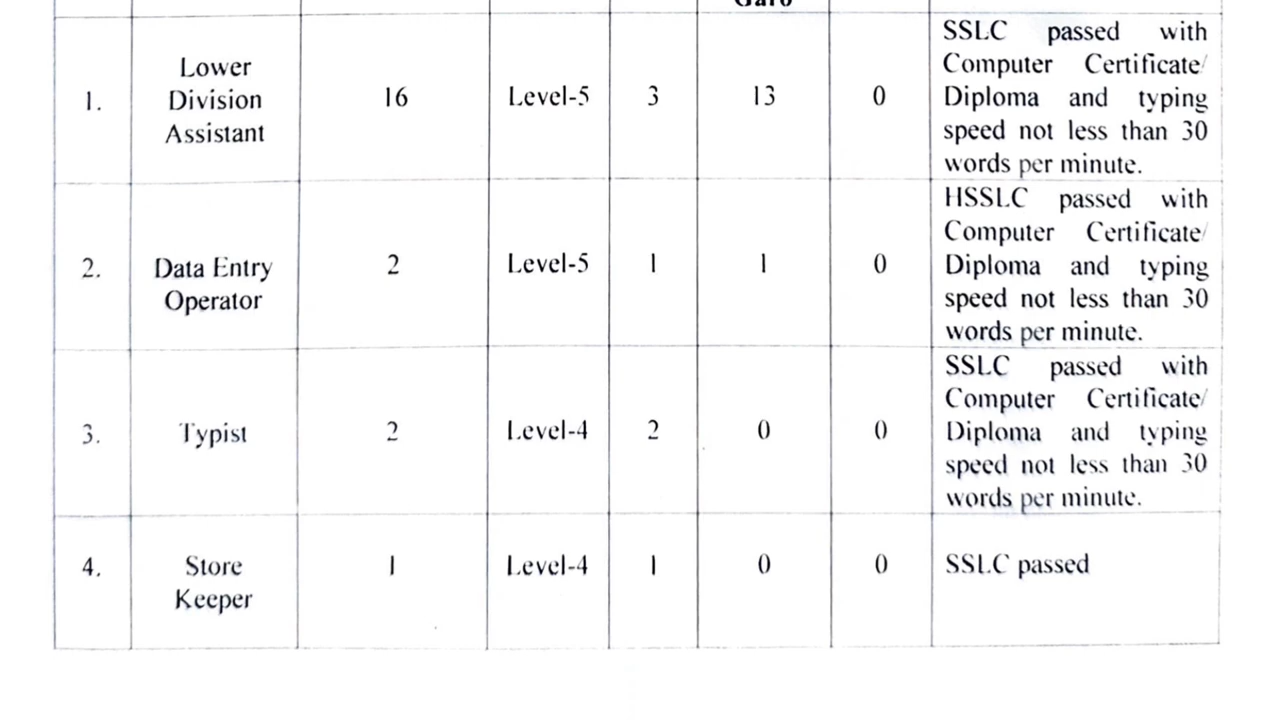 Garo
1. Lower Division Assistant 16 Level-5 3 13 0 SSLC passed with Computer Certificate/ Diploma and typing speed not less than 30 words per minute.
2. Data Entry Operator 2 Level-5 1 1 0 HSSLC passed with Computer Certificate/ Diploma and typing speed not less than 30 words per minute.
3. Typist 2 Level-4 2 0 0 SSLC passed with Computer Certificate/ Diploma and typing speed not less than 30 words per minute.
4. Store Keeper 1 Level-4 1 0 0 SSLC passed